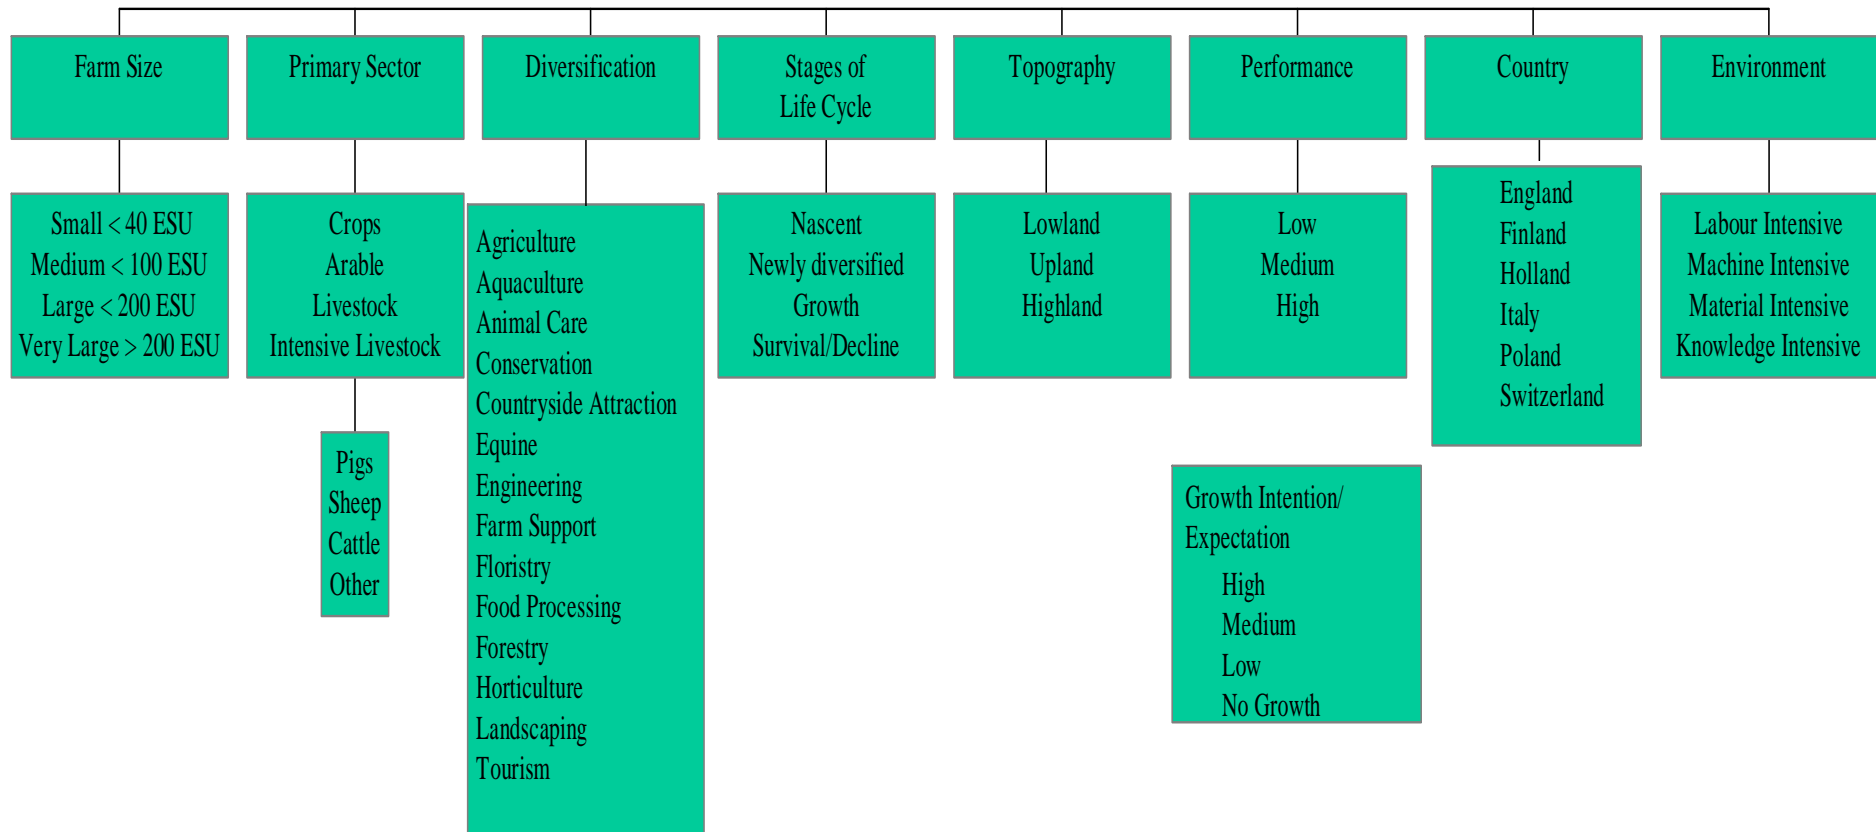 Farm Size
Primary Sector
Diversification
Stages of
Life Cycle
Topography
Performance
Country
Environment
Small < 40 ESU
Medium < 100 ESU
Large < 200 ESU
Very Large > 200 ESU
Crops
Arable
Livestock
Intensive Livestock
Pigs
Sheep
Cattle
Other
Agriculture
Aquaculture
Animal Care
Conservation
Countryside Attraction
Equine
Engineering
Farm Support
Floristry
Food Processing
Forestry
Horticulture
Landscaping
Tourism
Nascent
Newly diversified
Growth
Survival/Decline
Lowland
Upland
Highland
Low
Medium
High
Growth Intention/
Expectation
High
Medium
Low
No Growth
England
Finland
Holland
Italy
Poland
Switzerland
Labour Intensive
Machine Intensive
Material Intensive
Knowledge Intensive